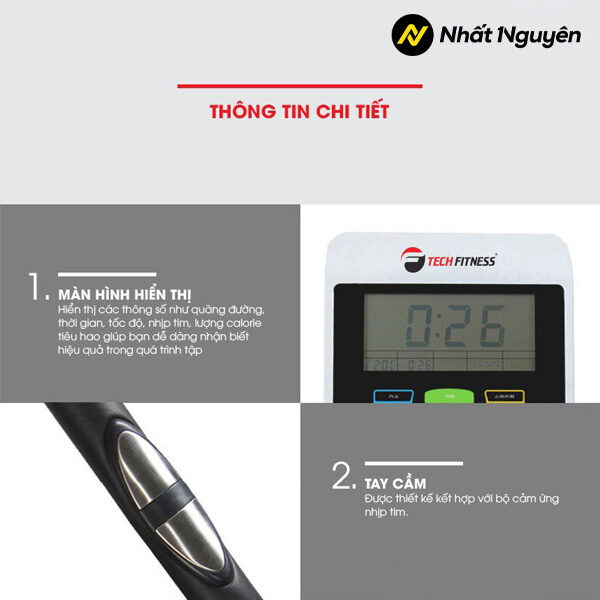 Nhất Nguyên
THÔNG TIN CHI TIẾT
1. MÀN HÌNH HIỂN THỊ
Hiển thị các thông số như quãng đường,
thời gian, tốc độ, nhịp tim, lượng calorie
tiêu hao giúp bạn dễ dàng nhận biết
hiệu quả trong quá trình tập
TECH FITNESS
0:26
0:26
2. TAY CẦM
Được thiết kế kết hợp với bộ cảm ứng
nhịp tim.